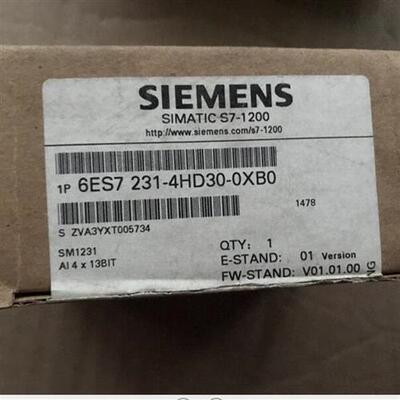 SIEMENS
SIMATIC S7-1200
http://www.siemens.com/s7-1200
1P 6ES7 231-4HD30-0XB0
1478
S ZVA3YXT005734
SM1231
AI 4 x 13BIT
QTY: 1
E-STAND: 01 Version
FW-STAND: V01.01.00